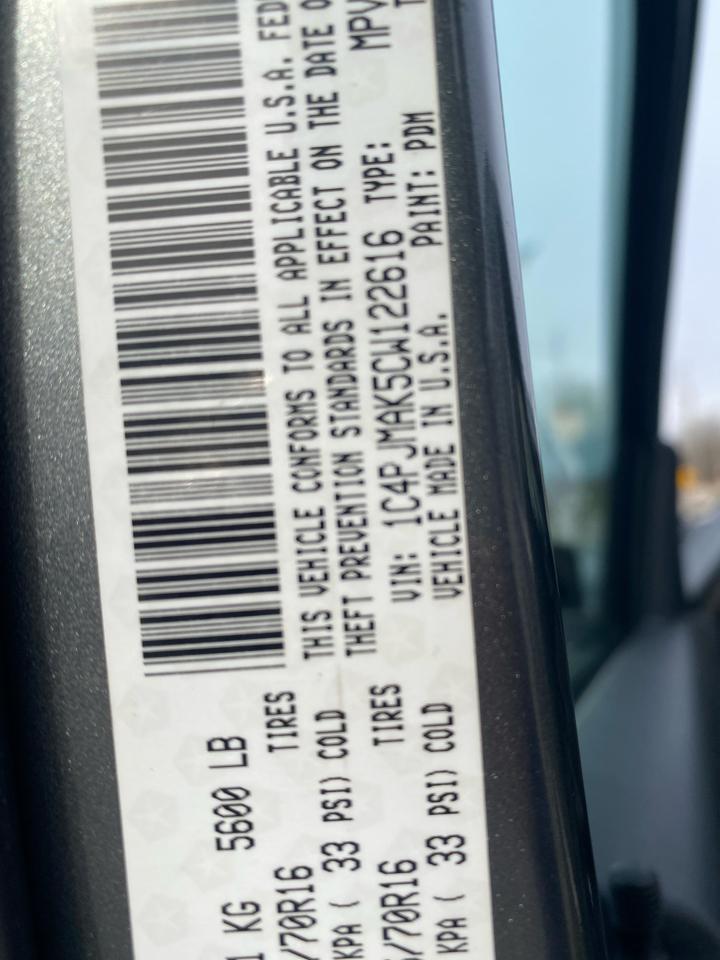 5600 LB
1 KG
TIRES
/70R16
33 PSI) COLD
KPA (
TIRES
/70R16
33 PSI) COLD
KPA (
THIS VEHICLE CONFORMS TO ALL APPLICABLE U.S.A. FED
THEFT PREVENTION STANDARDS IN EFFECT ON THE DATE O
VIN: 1C4PJMAK5CW122616 TYPE: MPV
VEHICLE MADE IN U.S.A. PAINT: PDM